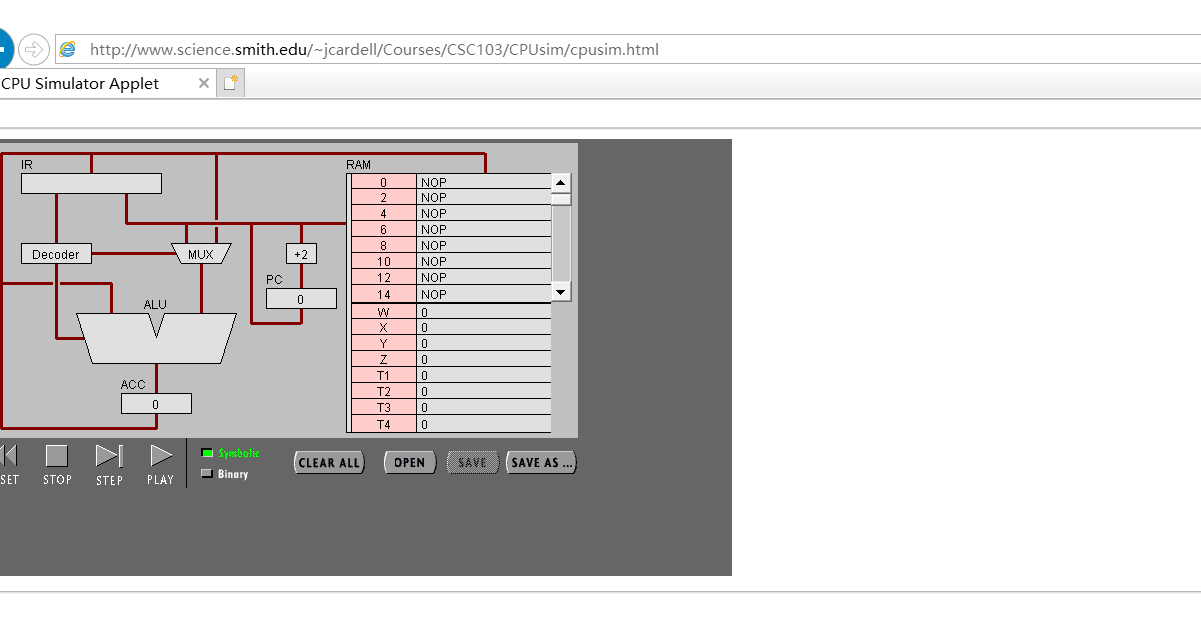 http://www.science.smith.edu/~jcardell/Courses/CSC103/CPUsim/cpusim.html
CPU Simulator Applet
IR
RAM
0 NOP
2 NOP
4 NOP
6 NOP
8 NOP
10 NOP
12 NOP
14 NOP
W 0
X 0
Y 0
Z 0
T1 0
T2 0
T3 0
T4 0
Decoder
MUX
+2
PC
0
ALU
ACC
0
SET
STOP
STEP
PLAY
Symbolic
Binary
CLEAR ALL
OPEN
SAVE
SAVE AS ...